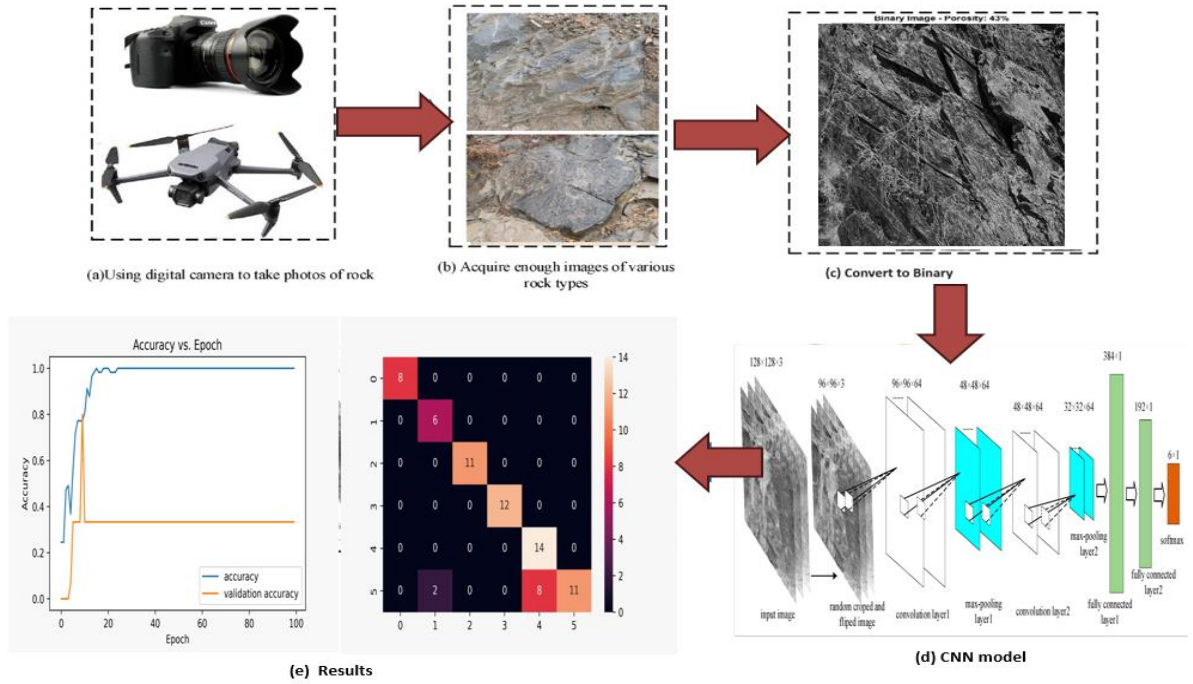 Canon
Binary Image - Porosity: 43%
(a)Using digital camera to take photos of rock
(b) Acquire enough images of various
rock types
(c) Convert to Binary
Accuracy vs. Epoch
1.0
0.8
0.6
0.4
0.2
0.0
Accuracy
0 20 40 60 80 100
Epoch
accuracy
validation accuracy
0 1 2 3 4 5
8 0 0 0 0 0
0 6 0 0 0 0
0 0 11 0 0 0
0 0 0 12 0 0
0 0 0 0 14 0
0 2 0 0 8 11
0 1 2 3 4 5
14
12
10
8
6
4
2
0
(e) Results
128×128×3
96×96×3
96×96×64
48×48×64
48×48×64
32×32×64
384×1
192×1
6×1
input image
random croped and
fliped image
convolution layer1
max-pooling
layer1
convolution layer2
max-pooling
layer2
fully connected
layer1
fully connected
layer2
softmax
(d) CNN model